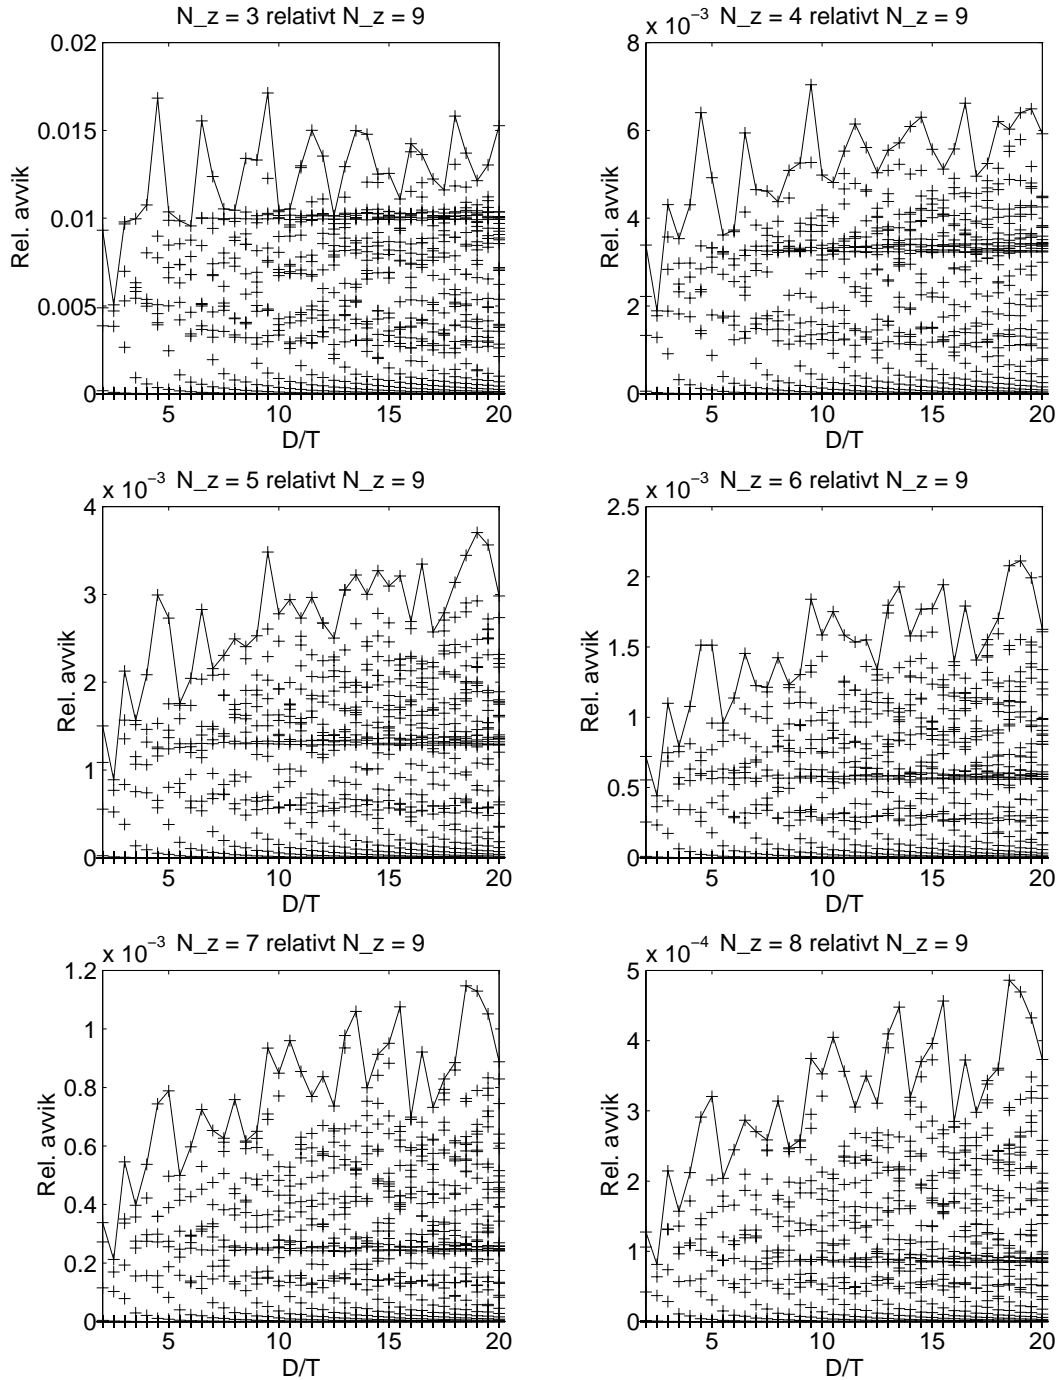 N_z = 3 relativt N_z = 9
0.02
0.015
0.01
0.005
0
Rel. avvik
5
10
15
20
D/T
x 10⁻³
N_z = 4 relativt N_z = 9
8
6
4
2
0
Rel. avvik
5
10
15
20
D/T
x 10⁻³
N_z = 5 relativt N_z = 9
4
3
2
1
0
Rel. avvik
5
10
15
20
D/T
x 10⁻³
N_z = 6 relativt N_z = 9
2.5
2
1.5
1
0.5
0
Rel. avvik
5
10
15
20
D/T
x 10⁻³
N_z = 7 relativt N_z = 9
1.2
1
0.8
0.6
0.4
0.2
0
Rel. avvik
5
10
15
20
D/T
x 10⁻⁴
N_z = 8 relativt N_z = 9
5
4
3
2
1
0
Rel. avvik
5
10
15
20
D/T